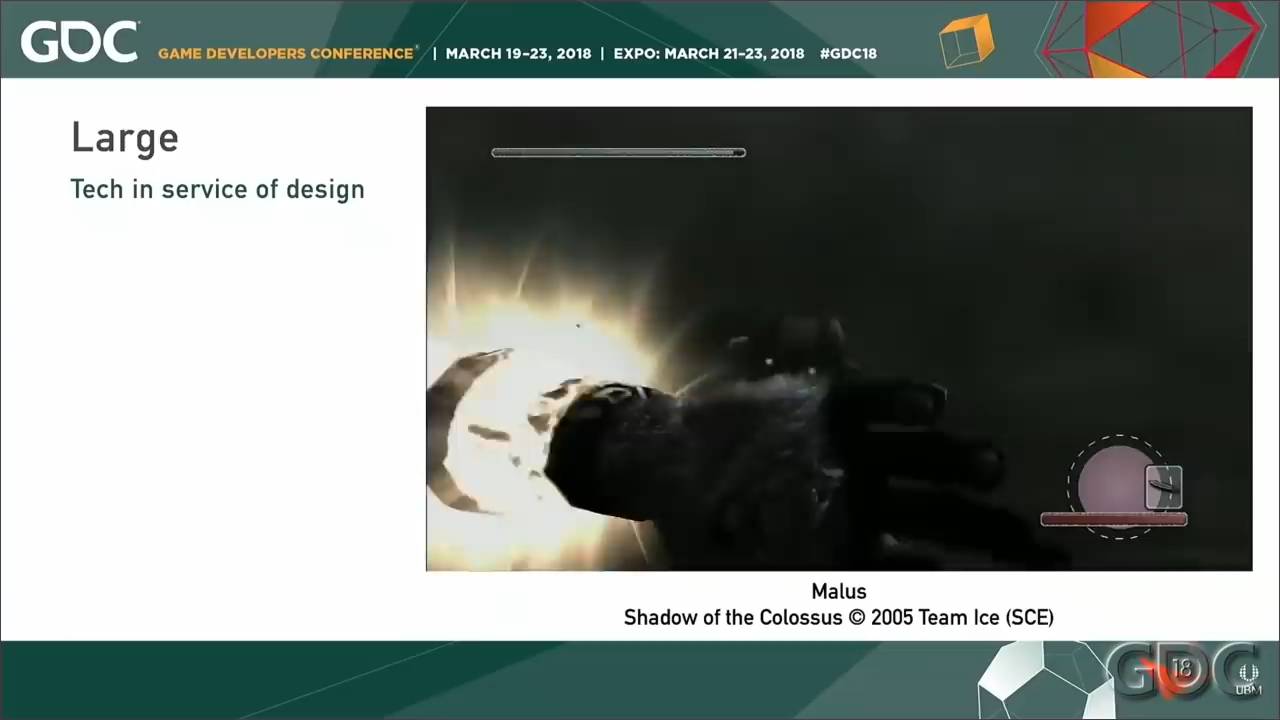 GDC
GAME DEVELOPERS CONFERENCE® | MARCH 19–23, 2018 | EXPO: MARCH 21–23, 2018 #GDC18
Large
Tech in service of design
Malus
Shadow of the Colossus © 2005 Team Ice (SCE)
GDC
18
UBM